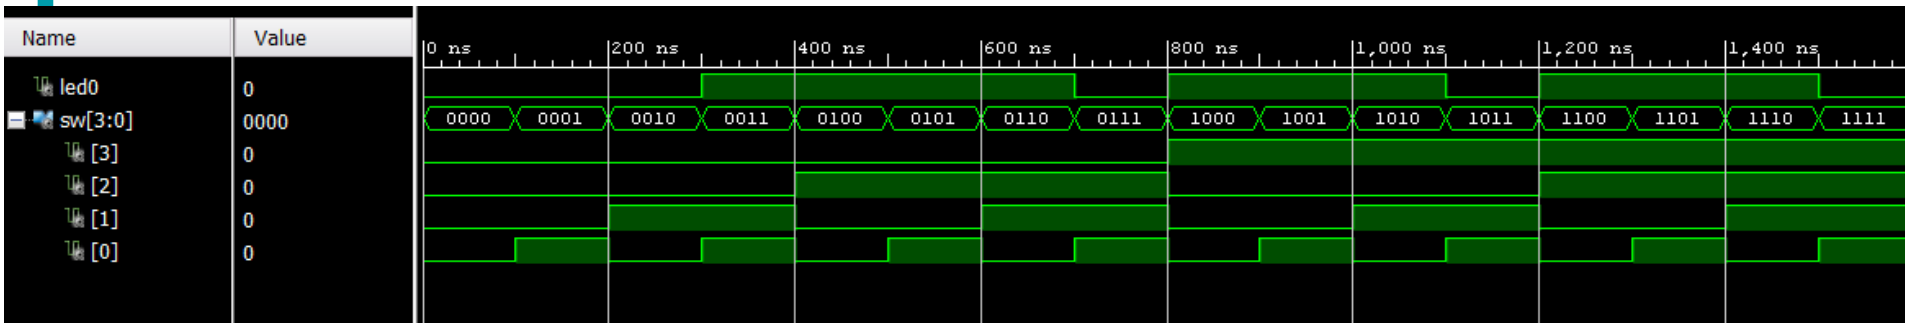 Name Value
0 ns 200 ns 400 ns 600 ns 800 ns 1,000 ns 1,200 ns 1,400 ns
led0 0
sw[3:0] 0000 0000 0001 0010 0011 0100 0101 0110 0111 1000 1001 1010 1011 1100 1101 1110 1111
[3] 0
[2] 0
[1] 0
[0] 0